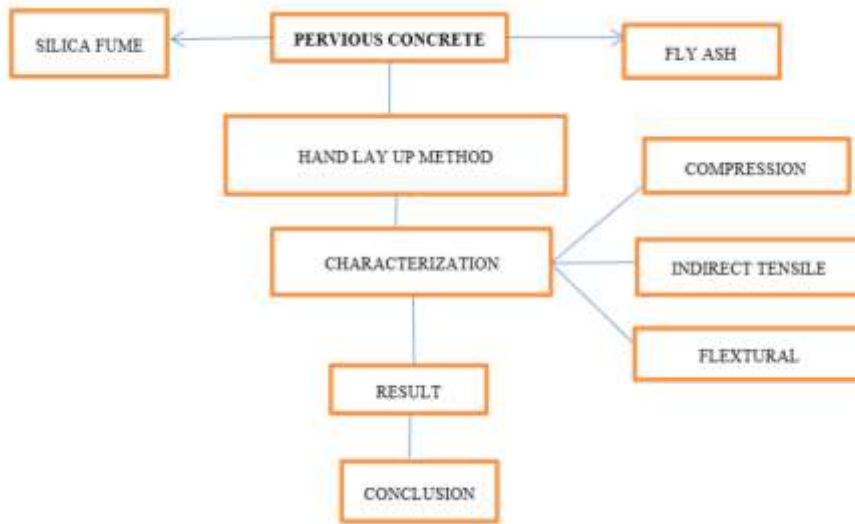 SILICA FUME
PERVIOUS CONCRETE
FLY ASH
HAND LAY UP METHOD
COMPRESSION
CHARACTERIZATION
INDIRECT TENSILE
FLEXTURAL
RESULT
CONCLUSION